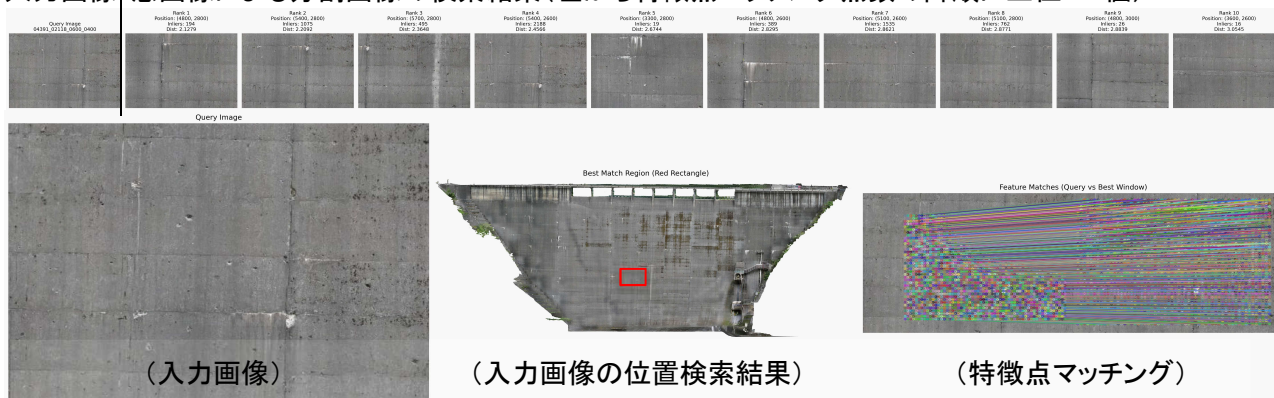 Query Image
04391_02118_0600_0400
Rank 1
Position: (4800, 2800)
Inliers: 194
Dist: 2.1279
Rank 2
Position: (5400, 2800)
Inliers: 1075
Dist: 2.2092
Rank 3
Position: (5700, 2800)
Inliers: 495
Dist: 2.3648
Rank 4
Position: (5400, 2600)
Inliers: 2188
Dist: 2.4566
Rank 5
Position: (3300, 2800)
Inliers: 19
Dist: 2.6744
Rank 6
Position: (4800, 2600)
Inliers: 389
Dist: 2.8295
Rank 7
Position: (5100, 2600)
Inliers: 1535
Dist: 2.8621
Rank 8
Position: (5100, 2800)
Inliers: 762
Dist: 2.8771
Rank 9
Position: (4800, 3000)
Inliers: 26
Dist: 2.8839
Rank 10
Position: (3600, 2600)
Inliers: 16
Dist: 3.0545
Query Image
Best Match Region (Red Rectangle)
Feature Matches (Query vs Best Window)
(入力画像)
(入力画像の位置検索結果)
(特徴点マッチング)